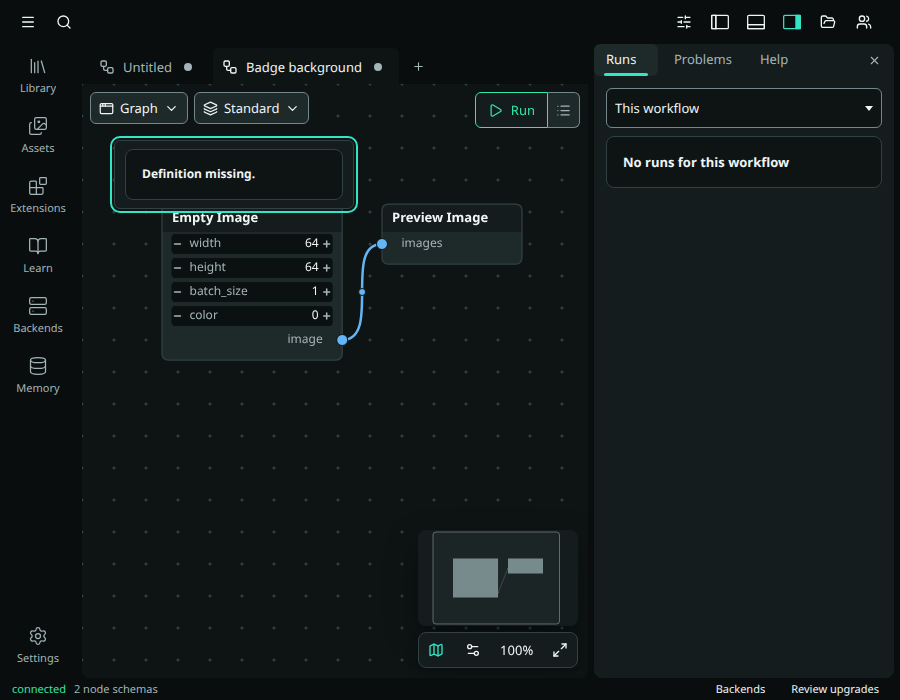 Untitled
Badge background
Runs
Problems
Help
Library
Assets
Extensions
Learn
Backends
Memory
Settings
Graph
Standard
Run
This workflow
No runs for this workflow
Definition missing.
Empty Image
width 64
height 64
batch_size 1
color 0
image
Preview Image
images
100%
connected 2 node schemas
Backends
Review upgrades